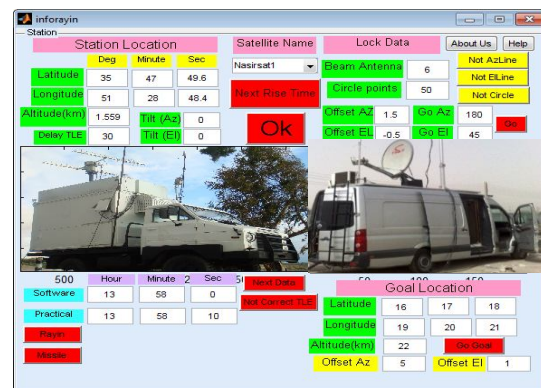 inforayin
Station
Station Location
Satellite Name
Lock Data
About Us Help
Deg Minute Sec
Nasirsat1
Beam Antenna 6
Not AzLine
Latitude 35 47 49.6
Not ElLine
Longitude 51 28 48.4
Next Rise Time
Circle points 50
Not Circle
Altitude(km) 1.559 Tilt (Az) 0
Offset AZ 1.5 Go Az 180
Go
Delay TLE 30 Tilt (El) 0
Ok
Offset EL -0.5 Go El 45
500 Hour Minute 2 Sec
Next Data
Goal Location
Software 13 58 0
Not Correct TLE
Latitude 16 17 18
Practical 13 58 10
Longitude 19 20 21
Rayin
Altitude(km) 22 Go Goal
Missle
Offset Az 5 Offset El 1